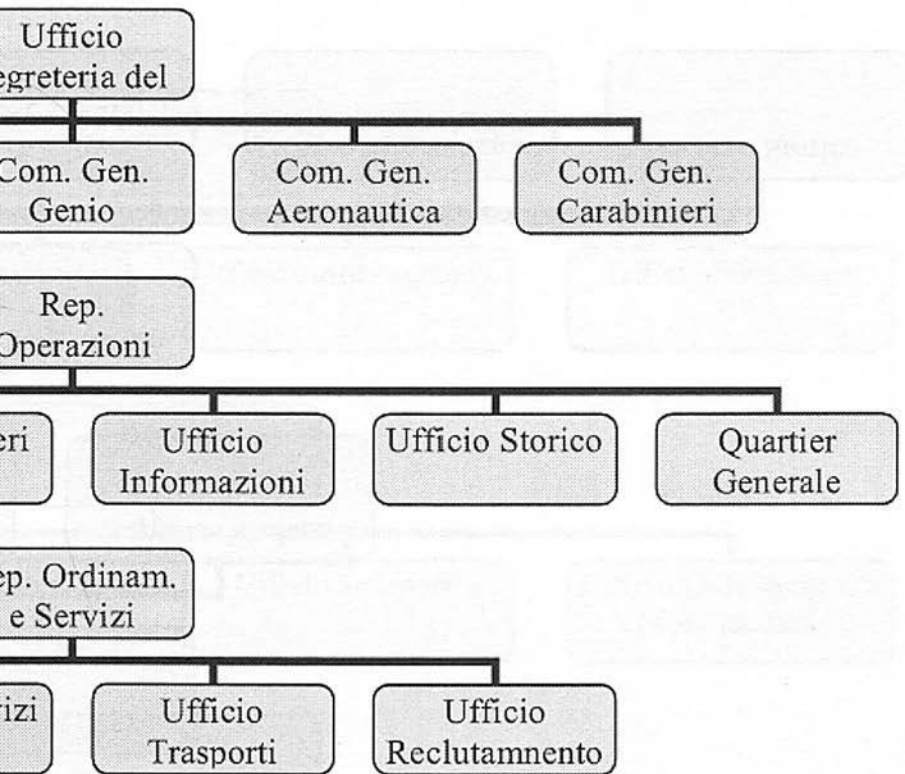 Ufficio
egreteria del
Com. Gen.
Genio
Com. Gen.
Aeronautica
Com. Gen.
Carabinieri
Rep.
Operazioni
eri
Ufficio
Informazioni
Ufficio Storico
Quartier
Generale
ep. Ordinam.
e Servizi
izi
Ufficio
Trasporti
Ufficio
Reclutamnento